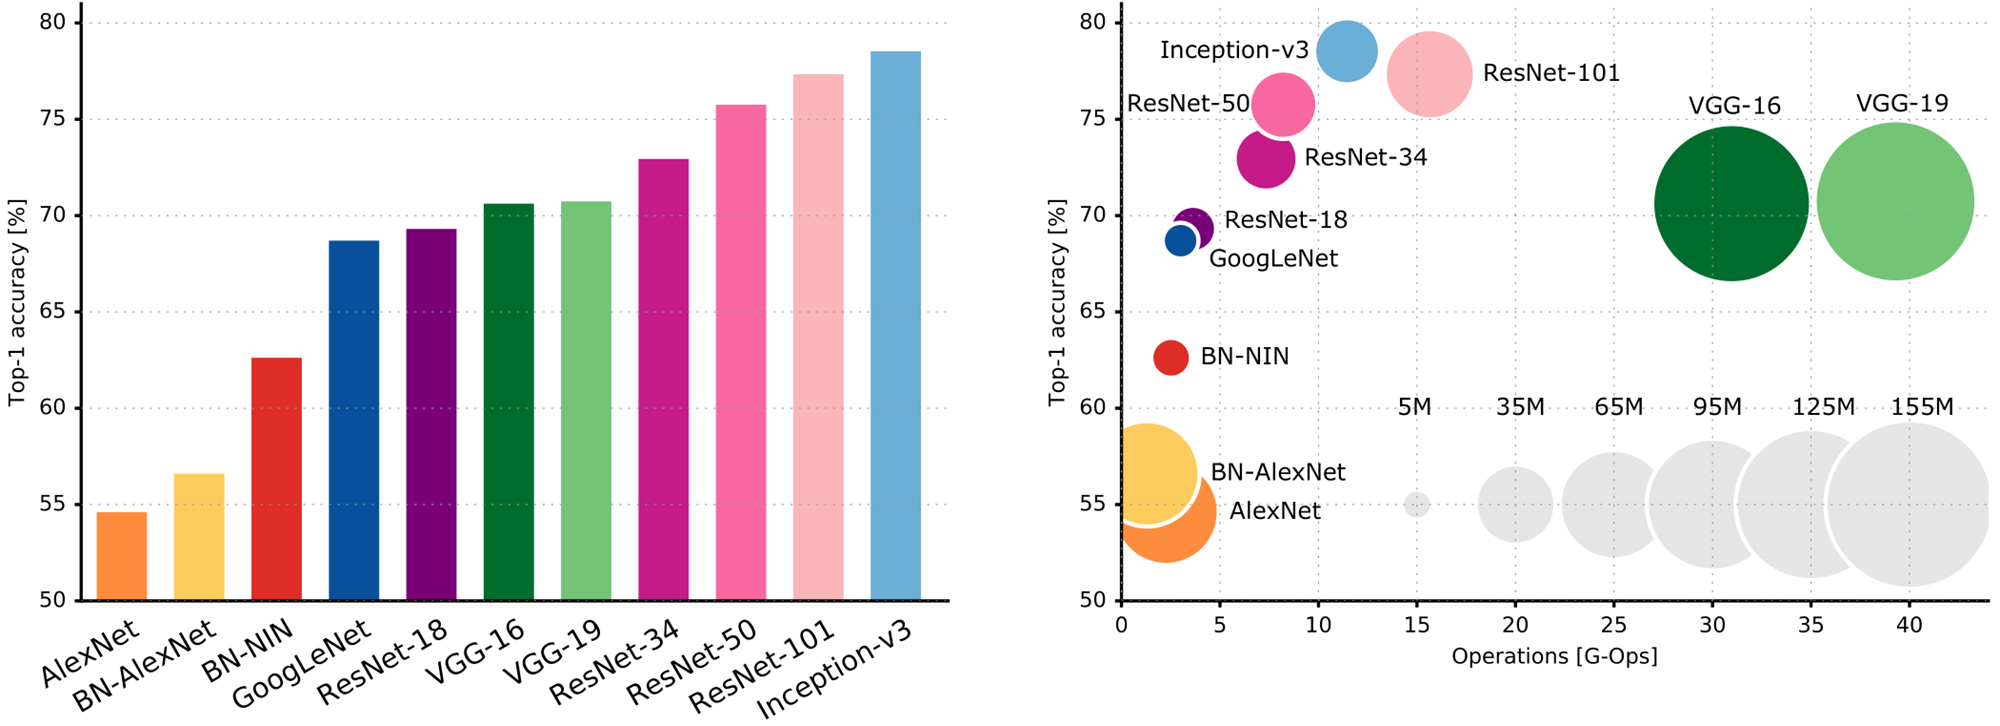 80
75
70
65
60
55
50
Top-1 accuracy [%]
AlexNet
BN-AlexNet
BN-NIN
GoogLeNet
ResNet-18
VGG-16
VGG-19
ResNet-34
ResNet-50
ResNet-101
Inception-v3
80
75
70
65
60
55
50
Top-1 accuracy [%]
Inception-v3
ResNet-101
ResNet-50
VGG-16
VGG-19
ResNet-34
ResNet-18
GoogLeNet
BN-NIN
5M 35M 65M 95M 125M 155M
BN-AlexNet
AlexNet
0 5 10 15 20 25 30 35 40
Operations [G-Ops]